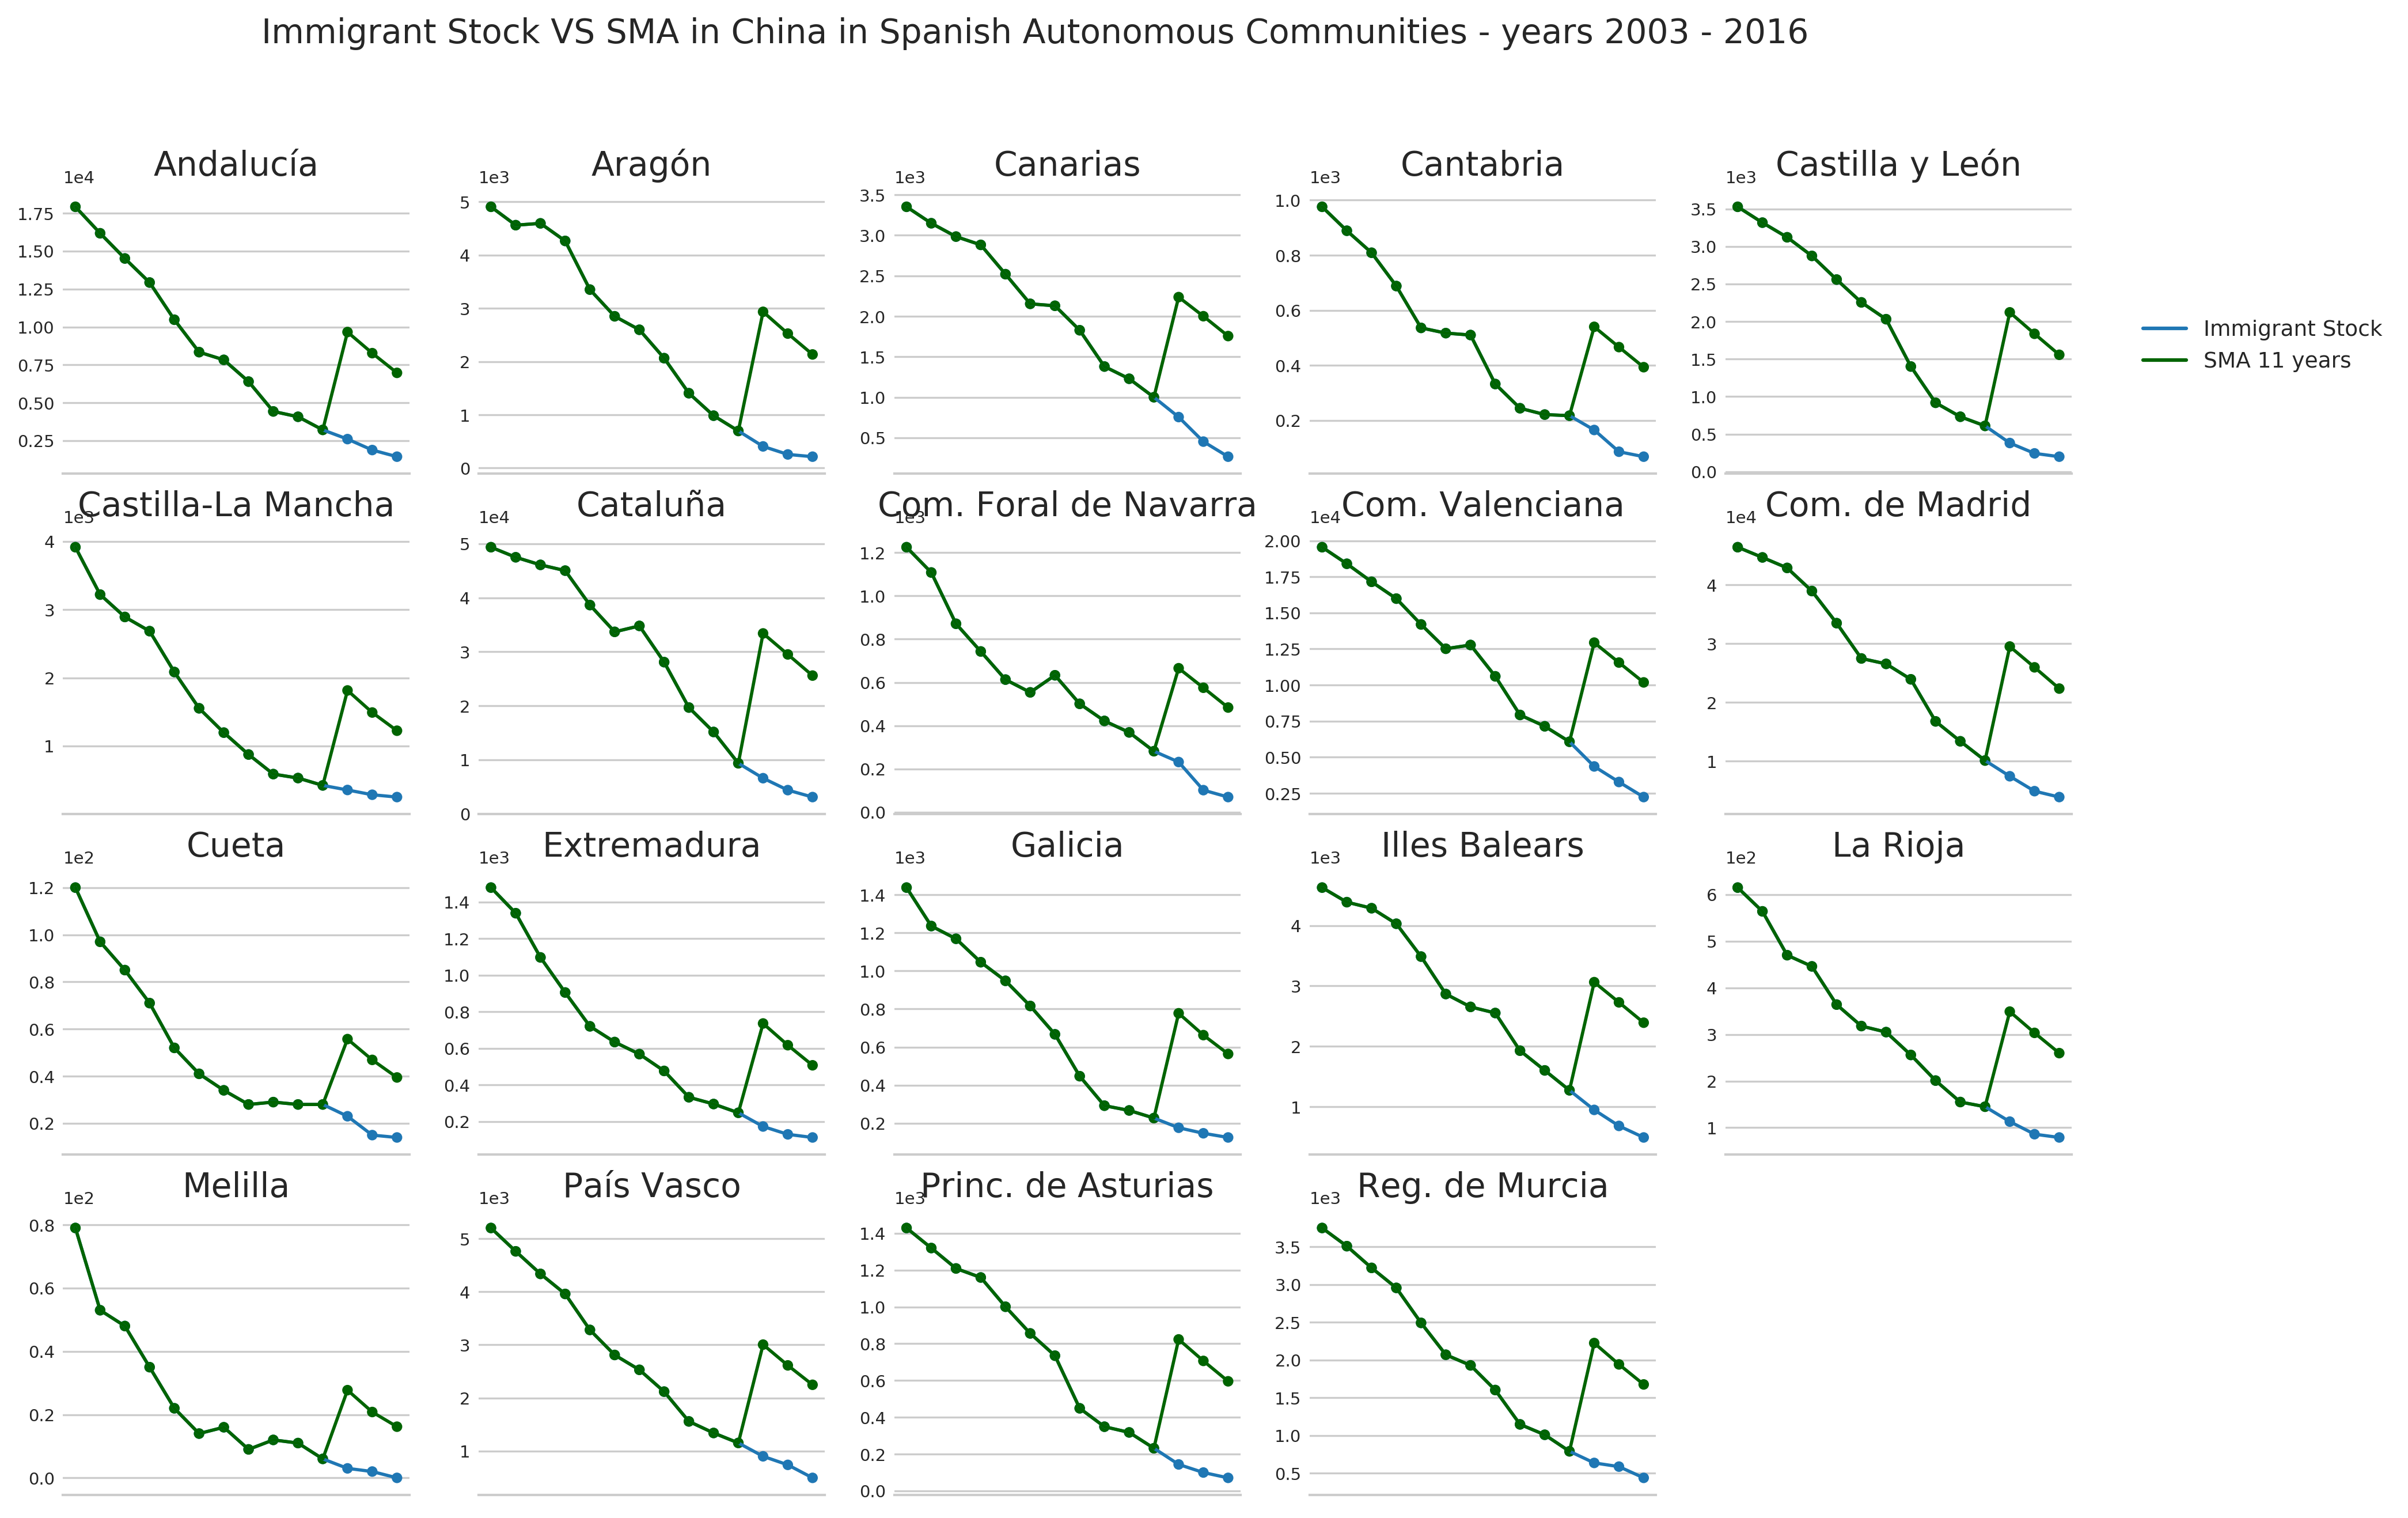 Immigrant Stock VS SMA in China in Spanish Autonomous Communities - years 2003 - 2016
Andalucía
1e4
1.75
1.50
1.25
1.00
0.75
0.50
0.25
Aragón
1e3
5
4
3
2
1
0
Canarias
1e3
3.5
3.0
2.5
2.0
1.5
1.0
0.5
Cantabria
1e3
1.0
0.8
0.6
0.4
0.2
Castilla y León
1e3
3.5
3.0
2.5
2.0
1.5
1.0
0.5
0.0
Immigrant Stock
SMA 11 years
Castilla-La Mancha
1e3
4
3
2
1
Cataluña
1e4
5
4
3
2
1
0
Com. Foral de Navarra
1e3
1.2
1.0
0.8
0.6
0.4
0.2
0.0
Com. Valenciana
1e4
2.00
1.75
1.50
1.25
1.00
0.75
0.50
0.25
Com. de Madrid
1e4
4
3
2
1
Cueta
1e2
1.2
1.0
0.8
0.6
0.4
0.2
Extremadura
1e3
1.4
1.2
1.0
0.8
0.6
0.4
0.2
Galicia
1e3
1.4
1.2
1.0
0.8
0.6
0.4
0.2
Illes Balears
1e3
4
3
2
1
La Rioja
1e2
6
5
4
3
2
1
Melilla
1e2
0.8
0.6
0.4
0.2
0.0
País Vasco
1e3
5
4
3
2
1
Princ. de Asturias
1e3
1.4
1.2
1.0
0.8
0.6
0.4
0.2
0.0
Reg. de Murcia
1e3
3.5
3.0
2.5
2.0
1.5
1.0
0.5